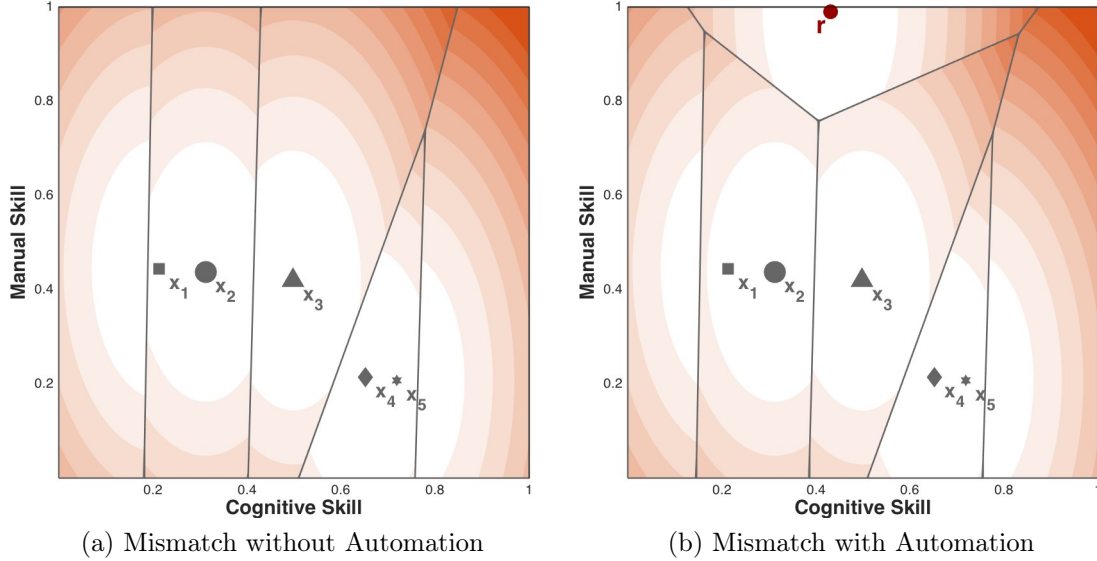 1
0.8
0.6
0.4
0.2
Manual Skill
x1
x2
x3
x4
x5
0.2
0.4
0.6
0.8
1
Cognitive Skill
(a) Mismatch without Automation
1
0.8
0.6
0.4
0.2
Manual Skill
r
x1
x2
x3
x4
x5
0.2
0.4
0.6
0.8
1
Cognitive Skill
(b) Mismatch with Automation